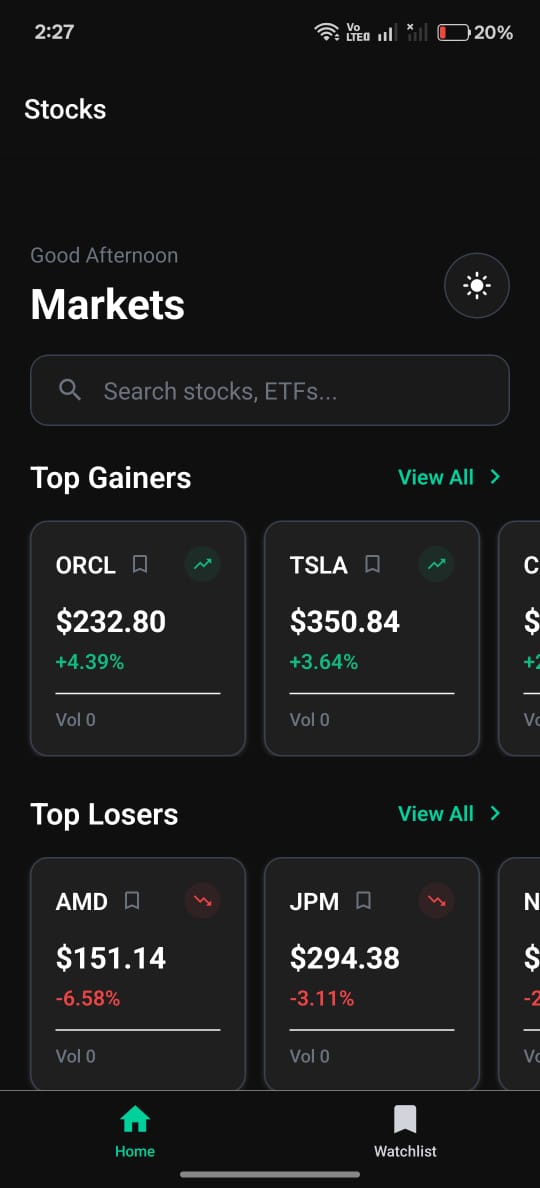 2:27 Vo LTE 20%
Stocks
Good Afternoon
Markets
Search stocks, ETFs...
Top Gainers View All
ORCL TSLA C
$232.80 $350.84 $
+4.39% +3.64% +2
Vol 0 Vol 0 Vo
Top Losers View All
AMD JPM N
$151.14 $294.38 $
-6.58% -3.11% -2
Vol 0 Vol 0 Vo
Home Watchlist